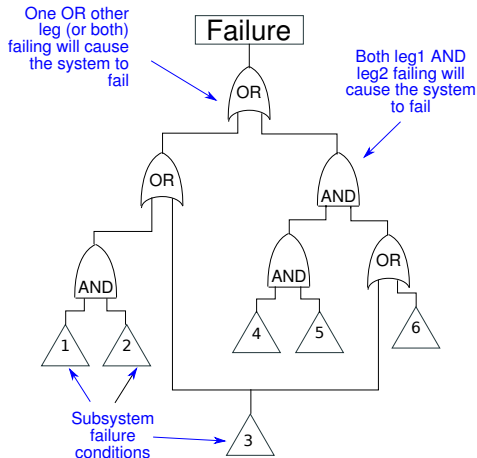 One OR other
leg (or both)
failing will cause
the system to
fail
Failure
Both leg1 AND
leg2 failing will
cause the system
to fail
OR
OR
AND
AND
AND
OR
1
2
4
5
6
Subsystem
failure
conditions
3